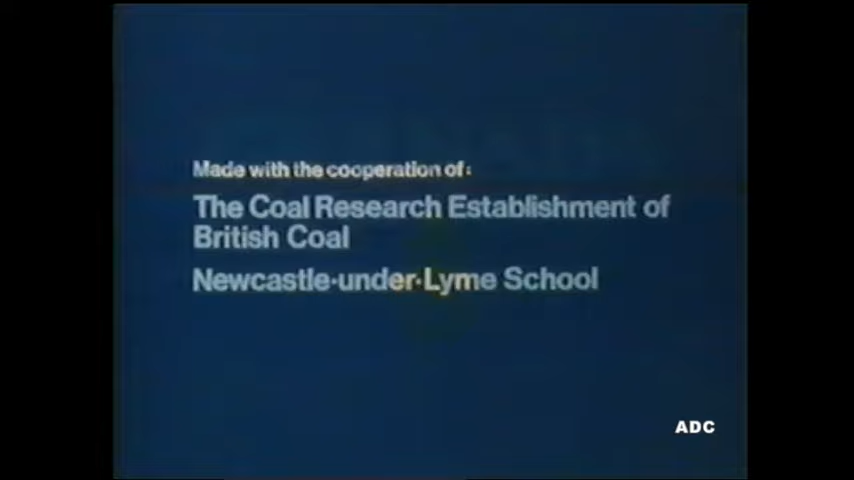 Made with the cooperation of:
The Coal Research Establishment of
British Coal
Newcastle-under-Lyme School
ADC